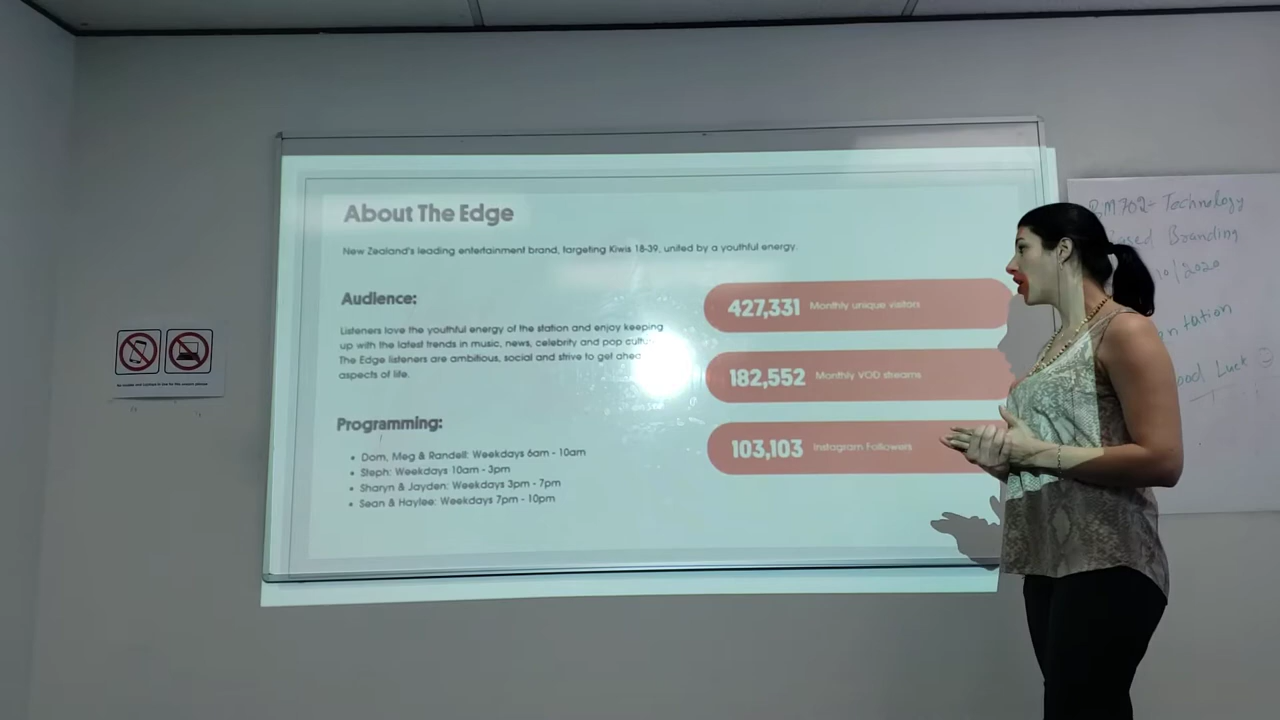 About The Edge
New Zealand's leading entertainment brand, targeting Kiwis 18-39, united by a youthful energy.
Audience:
Listeners love the youthful energy of the station and enjoy keeping
up with the latest trends in music, news, celebrity and pop
The Edge listeners are ambitious, social and strive to get
aspects of life.
427,331 Monthly unique visitors
182,552 Monthly VOD streams
103,103 Instagram Followers
Programming:
• Dom, Meg & Randell: Weekdays 6am - 10am
• Steph: Weekdays 10am - 3pm
• Sharyn & Jayden: Weekdays 3pm - 7pm
• Sean & Haylee: Weekdays 7pm - 10pm
BM702- Technology
Branding
/2020
Luck